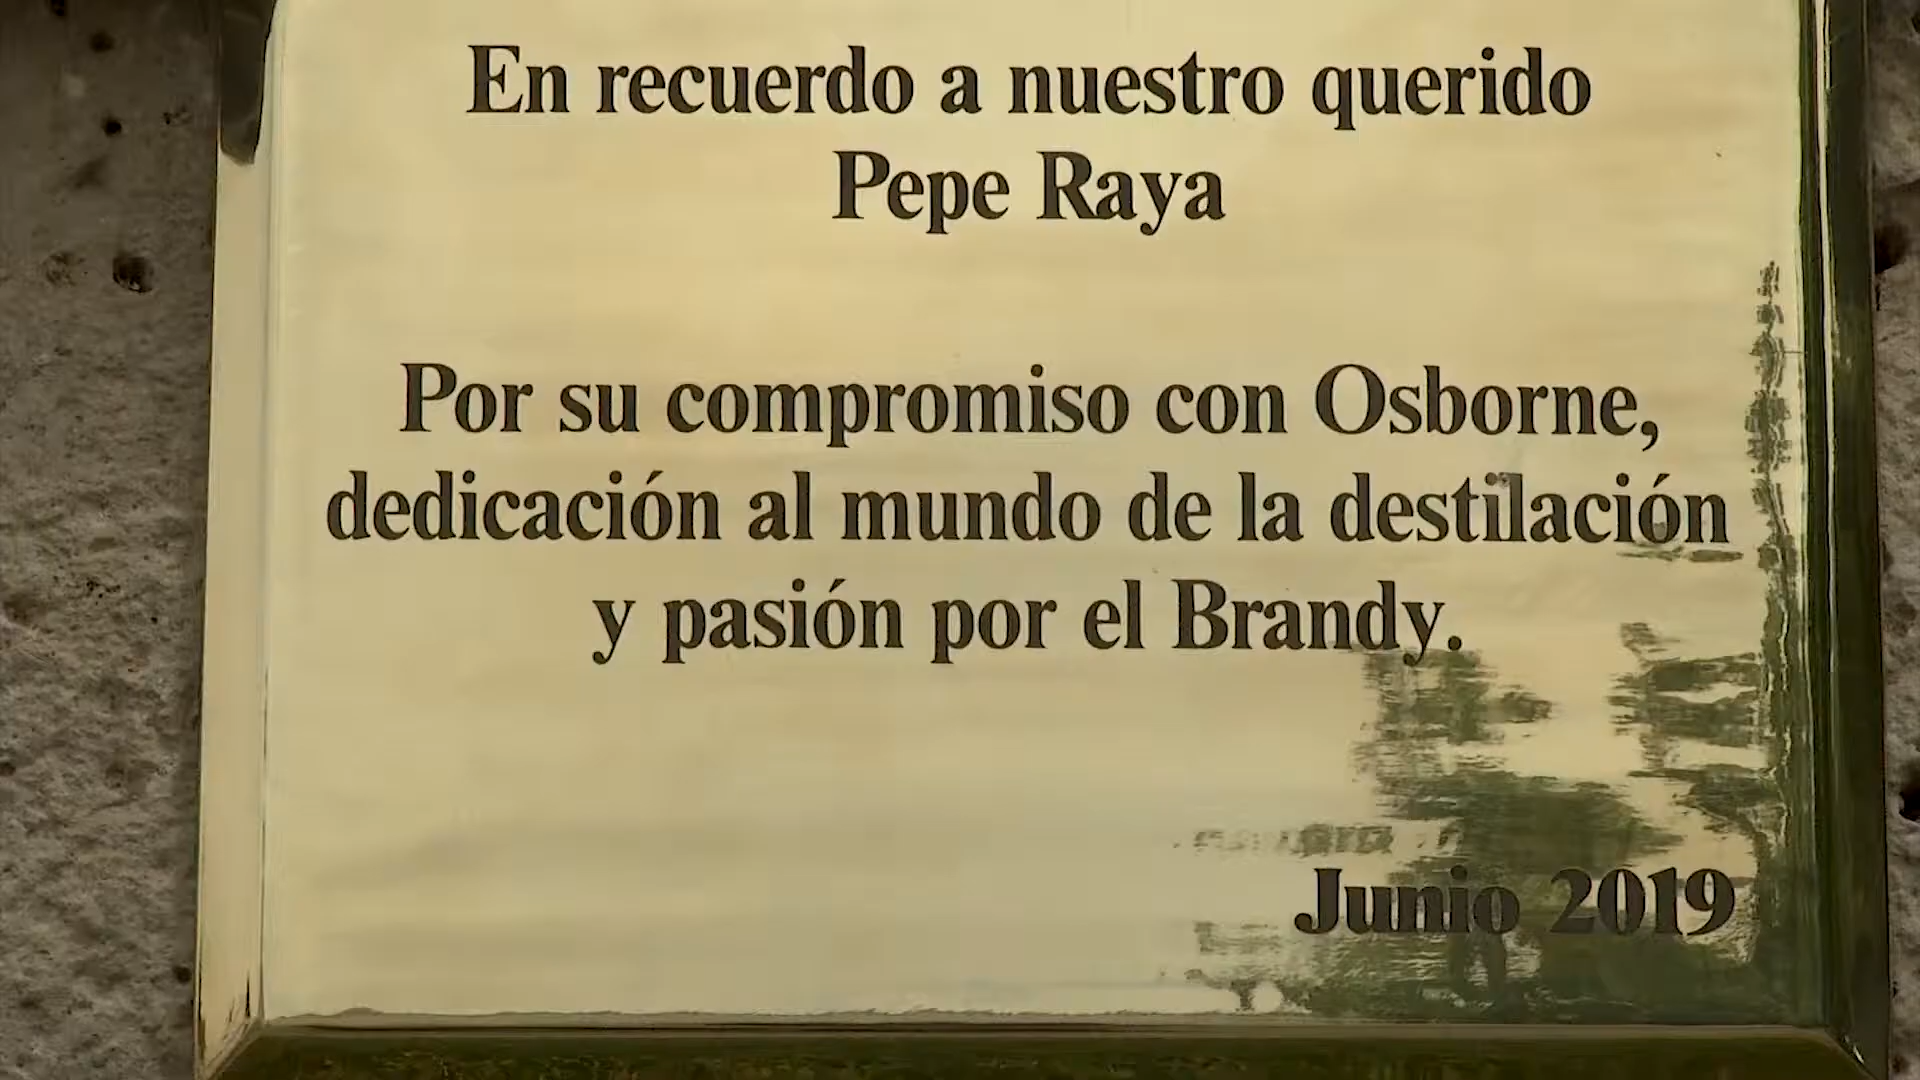 En recuerdo a nuestro querido
Pepe Raya
Por su compromiso con Osborne,
dedicación al mundo de la destilación
y pasión por el Brandy.
Junio 2019